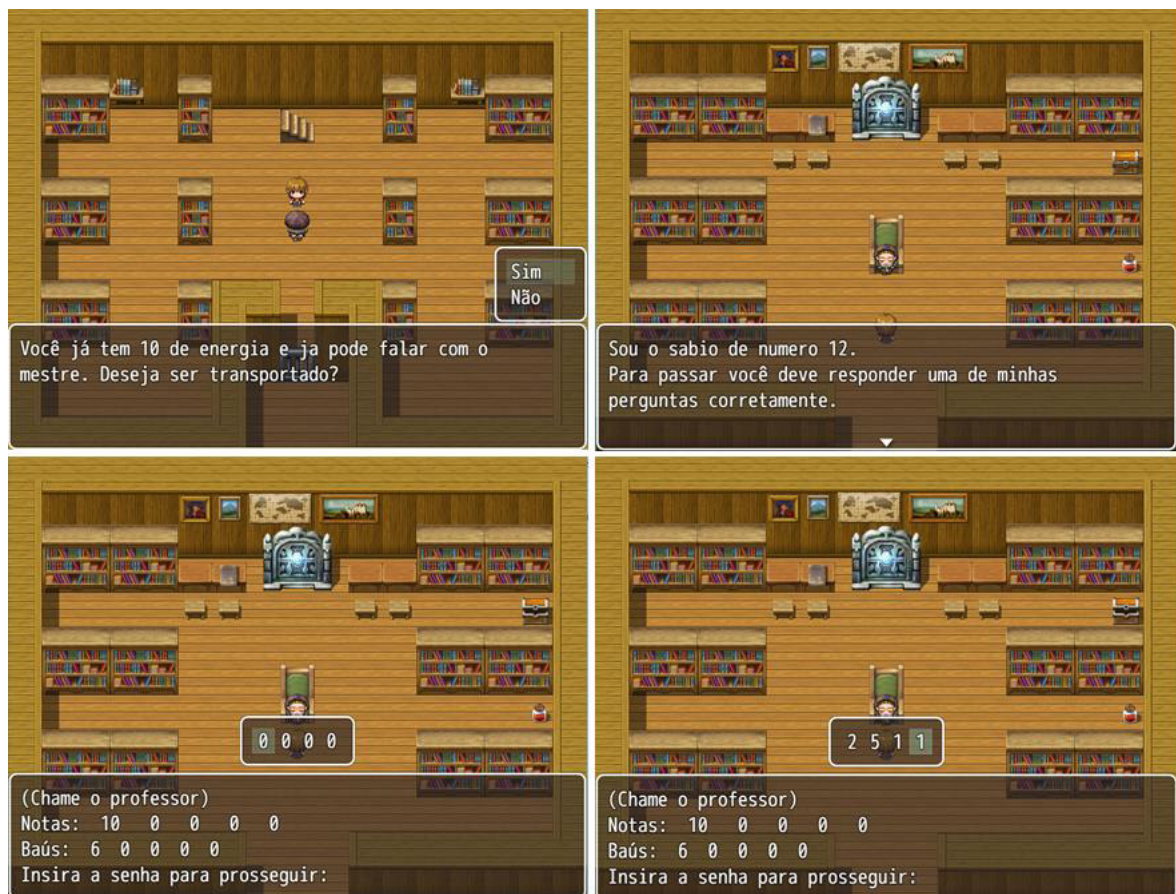 Sim
Não
Você já tem 10 de energia e ja pode falar com o
mestre. Deseja ser transportado?
Sou o sabio de numero 12.
Para passar você deve responder uma de minhas
perguntas corretamente.
0 0 0 0
(Chame o professor)
Notas: 10 0 0 0 0
Baús: 6 0 0 0 0
Insira a senha para prosseguir:
2 5 1 1
(Chame o professor)
Notas: 10 0 0 0 0
Baús: 6 0 0 0 0
Insira a senha para prosseguir: